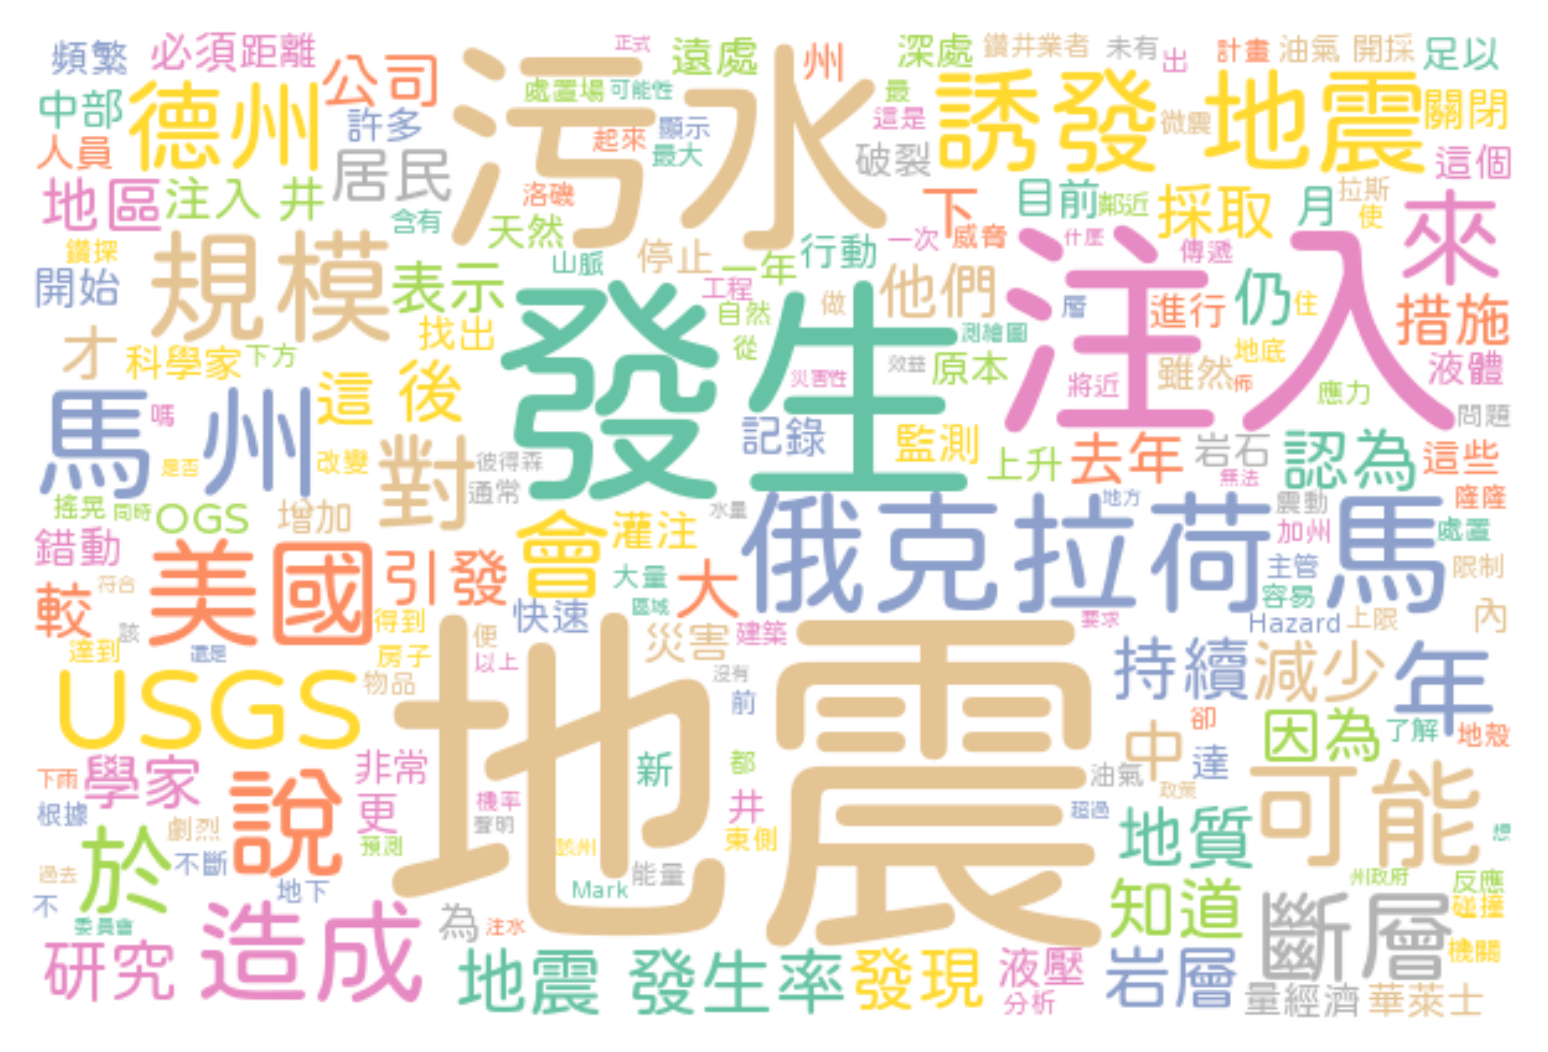 頻繁 必須距離 公司 污水 正式 遠處 州 深處 鑽井業者 未有 出 計畫 油氣 開採 足以
中部 德州 許多 處置場 可能性 最 誘發 地震 關閉
人員 居民 起來 顯示 最大 這是 破裂 微震 這個
地區 注入 井 含有 洛磯 天然 下 目前 鄰近 採取 月 拉斯 使 來
鑽探 規模 山脈 停止 一年 行動 一次 威脅 什麼 注入 傳遞
開始 表示 工程 他們 層 進行 仍 住 措施
才 科學家 下方 找出 發生 自然 做 從 測繪圖 地底
馬 州 這 後 災害性 效益 原本 將近 雖然 佈 應力 液體
嗎 是否 改變 對 彼得森 記錄 監測 上升 去年 岩石 認為 這些 問題
搖晃 同時 OGS 增加 通常 水量 俄克拉荷馬 地方 無法 震動 隆隆
錯動 美國 引發 會 灌注 加州 處置
較 符合 該 得到 快速 大量 區域 大 主管 容易 限制
達到 還是 房子 便 以上 災害 建築 要求 Hazard 上限 內
USGS 物品 地震 沒有 前 持續 減少 年
下雨 學家 說 非常 新 都 中 卻 達 因為 了解 地殼
根據 劇烈 更 機率 聲明 井 油氣 政策 超過 可能
過去 於 不斷 預測 該州 東側 地質
不 委員會 地下 Mark 能量 知道 州政府 反應
研究 造成 為 注水 斷層 碰撞 機關
地震 發生率 發現 液壓 分析 岩層 量經濟 華萊士